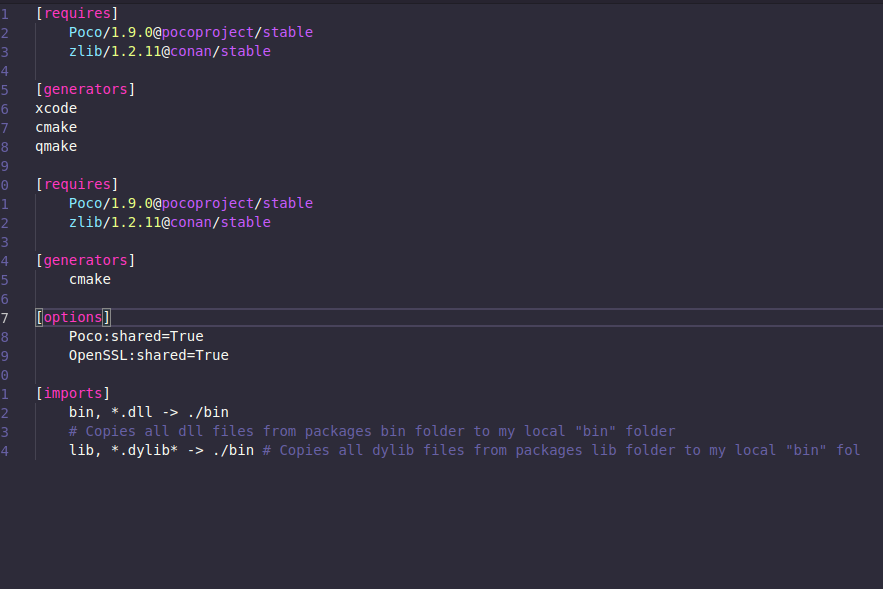 1 [requires]
2 Poco/1.9.0@pocoproject/stable
3 zlib/1.2.11@conan/stable
4
5 [generators]
6 xcode
7 cmake
8 qmake
9
0 [requires]
1 Poco/1.9.0@pocoproject/stable
2 zlib/1.2.11@conan/stable
3
4 [generators]
5 cmake
6
7 [options]
8 Poco:shared=True
9 OpenSSL:shared=True
0
1 [imports]
2 bin, *.dll -> ./bin
3 # Copies all dll files from packages bin folder to my local "bin" folder
4 lib, *.dylib* -> ./bin # Copies all dylib files from packages lib folder to my local "bin" fol